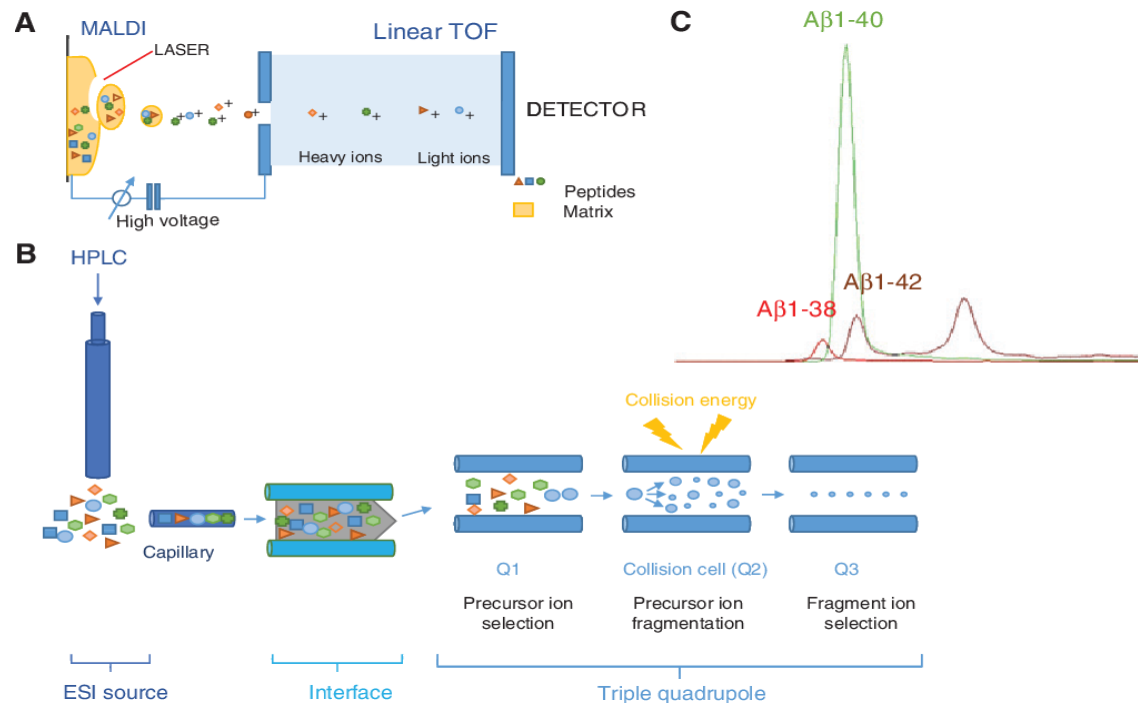 A
MALDI
LASER
Linear TOF
DETECTOR
Heavy ions
Light ions
High voltage
Peptides
Matrix
+
+
+
+
+
+
+
+
+
C
Aβ1-40
Aβ1-42
Aβ1-38
B
HPLC
Capillary
Collision energy
Q1
Collision cell (Q2)
Q3
Precursor ion
selection
Precursor ion
fragmentation
Fragment ion
selection
ESI source
Interface
Triple quadrupole